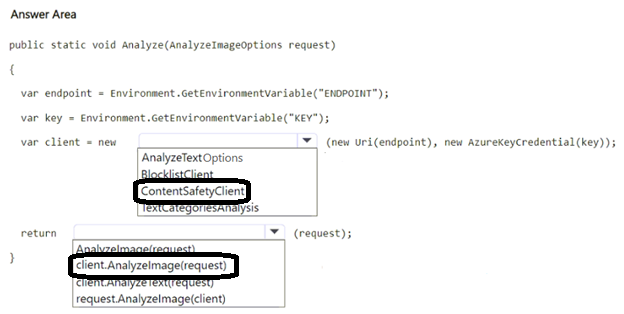 Answer Area
public static void Analyze(AnalyzeImageOptions request)
{
var endpoint = Environment.GetEnvironmentVariable("ENDPOINT");
var key = Environment.GetEnvironmentVariable("KEY");
var client = new (new Uri(endpoint), new AzureKeyCredential(key));
AnalyzeTextOptions
BlocklistClient
ContentSafetyClient
TextCategoriesAnalysis
return (request);
AnalyzeImage(request)
client.AnalyzeImage(request)
client.AnalyzeText(request)
request.AnalyzeImage(client)
}